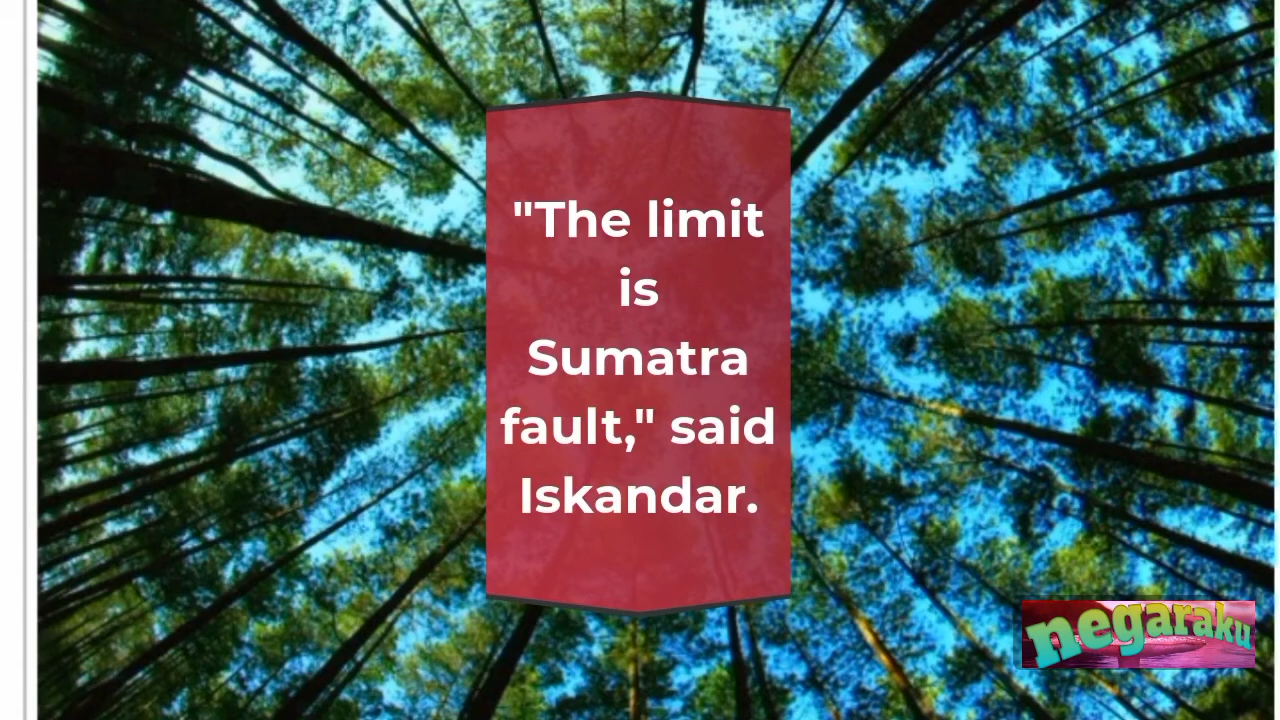 "The limit
is
Sumatra
fault," said
Iskandar.
negaraku